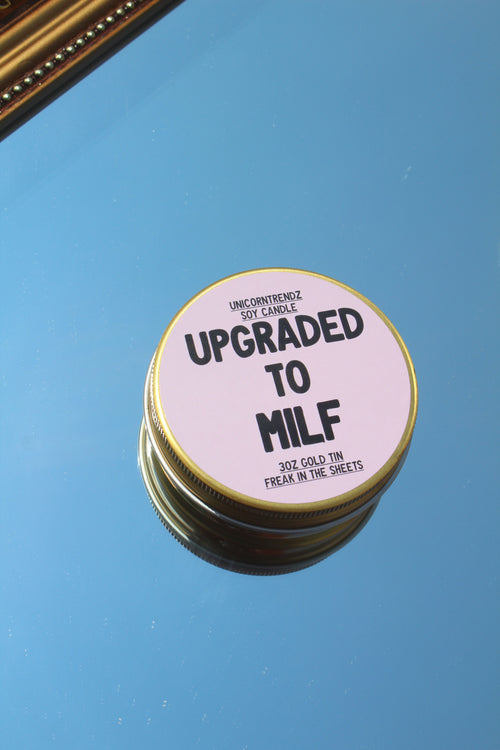 UNICORNTRENDZ
SOY CANDLE
UPGRADED
TO
MILF
3OZ GOLD TIN
FREAK IN THE SHEETS